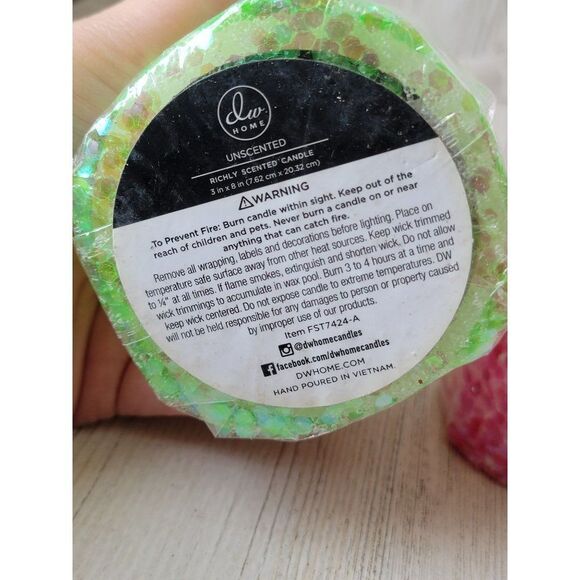 dw
HOME
UNSCENTED
RICHLY SCENTED CANDLE
3 in x 8 in (7.62 cm x 20.32 cm)
⚠WARNING
To Prevent Fire: Burn candle within sight. Keep out of the
reach of children and pets. Never burn a candle on or near
anything that can catch fire.
Remove all wrapping, labels and decorations before lighting. Place on
temperature safe surface away from other heat sources. Keep wick trimmed
to ¼" at all times. If flame smokes, extinguish and shorten wick. Do not allow
wick trimmings to accumulate in wax pool. Burn 3 to 4 hours at a time and
keep wick centered. Do not expose candle to extreme temperatures. DW
will not be held responsible for any damages to person or property caused
by improper use of our products.
Item FST7424-A
@dwhomecandles
facebook.com/dwhomecandles
DWHOME.COM
HAND POURED IN VIETNAM.